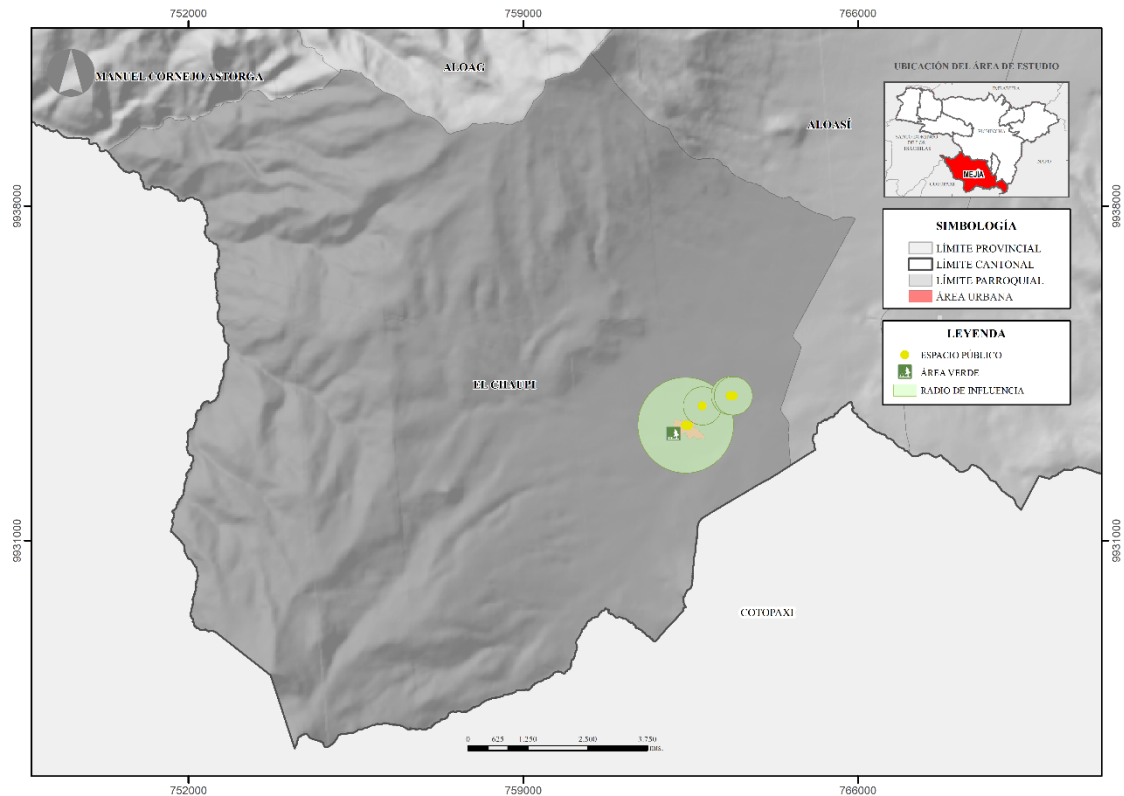 752000
759000
766000
MANUEL CORNEJO ASTORGA
ALOAG
ALOASÍ
UBICACIÓN DEL ÁREA DE ESTUDIO
MEJIA
9938000
9938000
SIMBOLOGÍA
LÍMITE PROVINCIAL
LÍMITE CANTONAL
LÍMITE PARROQUIAL
ÁREA URBANA
LEYENDA
ESPACIO PÚBLICO
ÁREA VERDE
RADIO DE INFLUENCIA
EL CHAUPI
9931000
9931000
COTOPAXI
0 625 1.250 2.500 3.750
mts.
752000
759000
766000